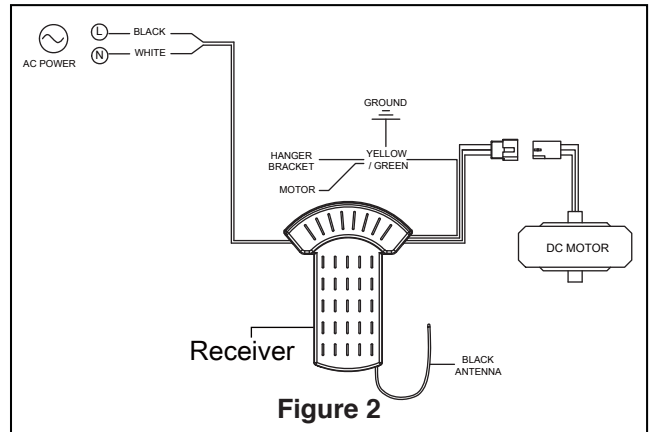 L
BLACK
N
WHITE
AC POWER
GROUND
HANGER
BRACKET
YELLOW
/ GREEN
MOTOR
DC MOTOR
Receiver
BLACK
ANTENNA
Figure 2